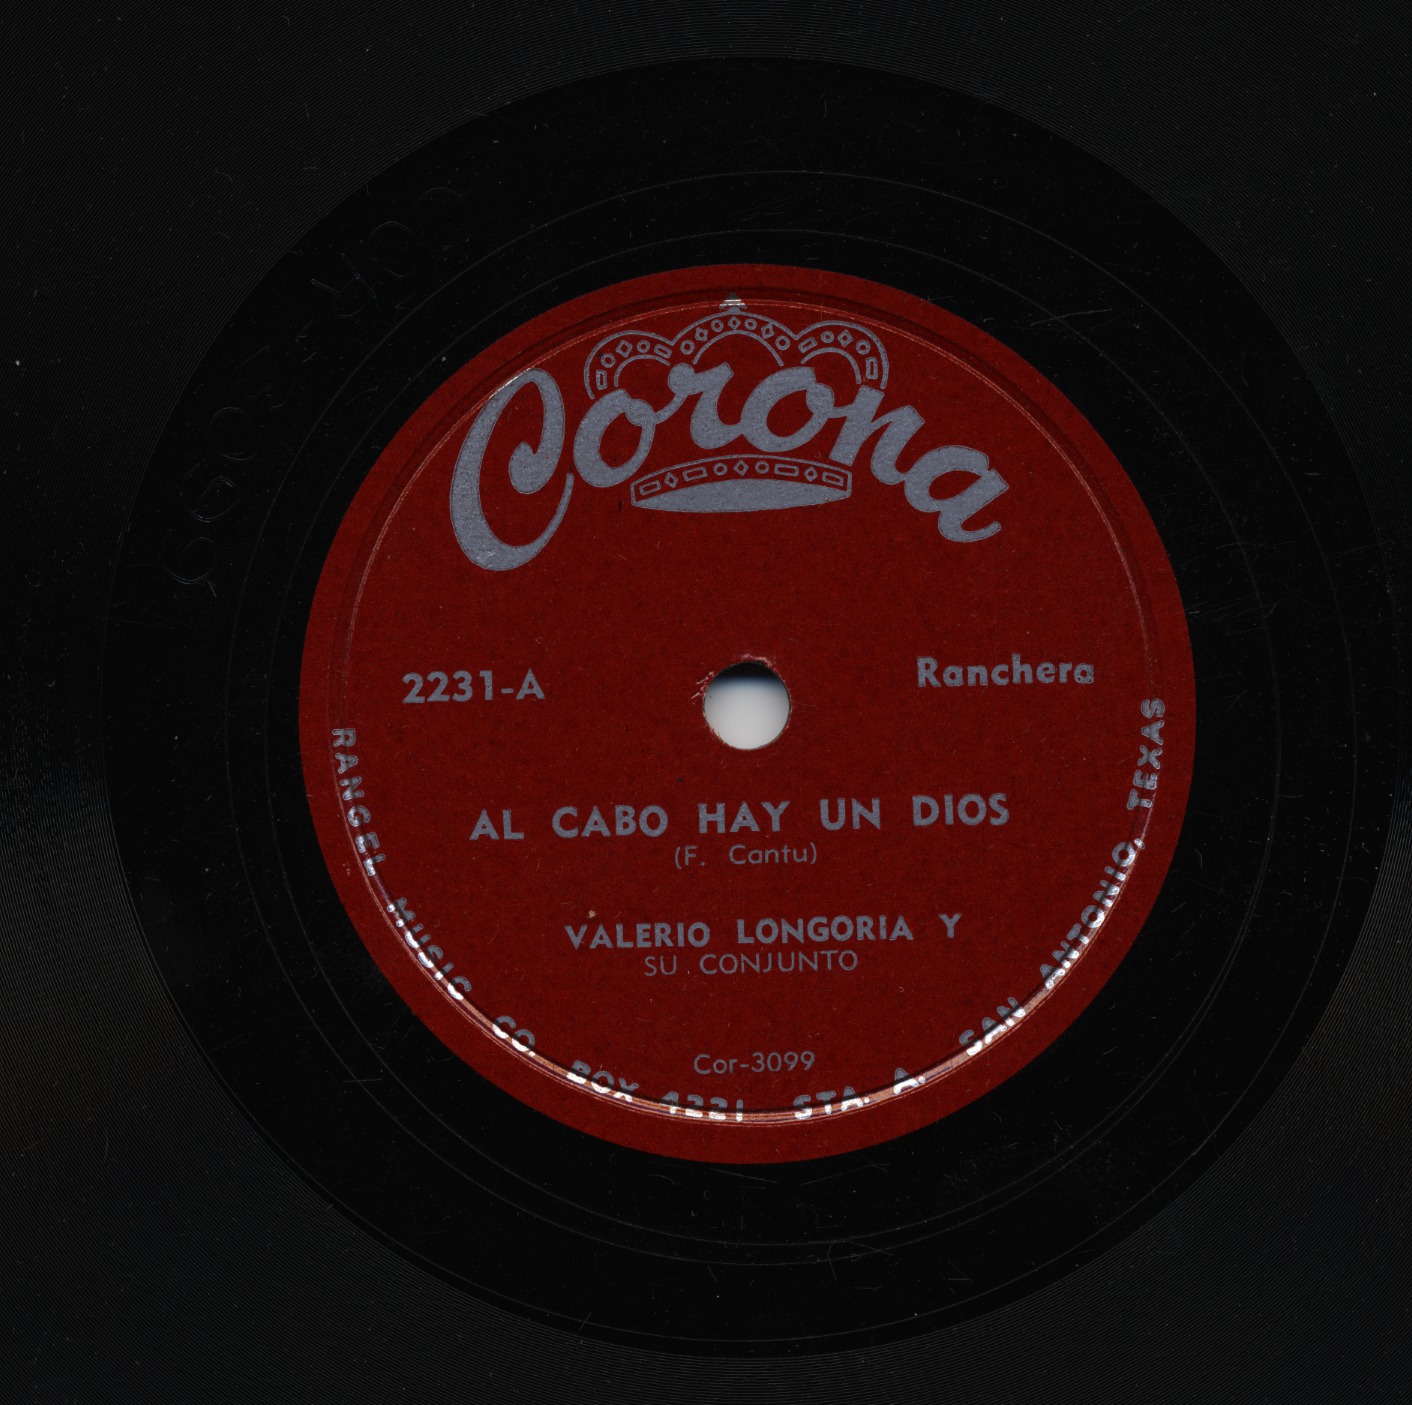 Corona
2231-A
Ranchera
AL CABO HAY UN DIOS
(F. Cantu)
VALERIO LONGORIA Y
SU CONJUNTO
Cor-3099
RANGEL MUSIC CO. BOX 4221 STA. A. SAN ANTONIO, TEXAS